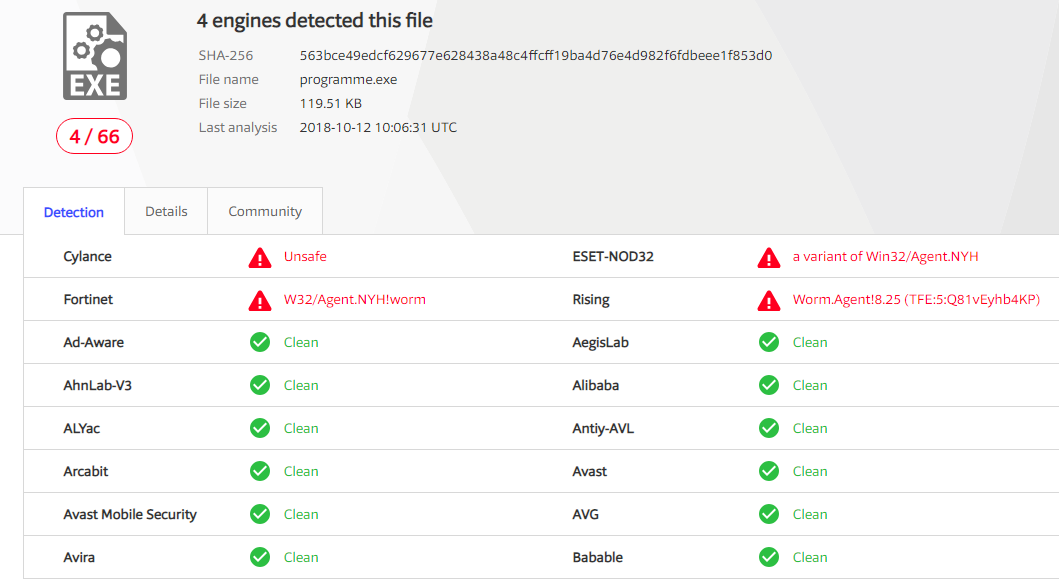 4 engines detected this file
SHA-256 563bce49edcf629677e628438a48c4ffcff19ba4d76e4d982f6fdbeee1f853d0
File name programme.exe
File size 119.51 KB
Last analysis 2018-10-12 10:06:31 UTC
EXE
4 / 66
Detection Details Community
Cylance Unsafe ESET-NOD32 a variant of Win32/Agent.NYH
Fortinet W32/Agent.NYH!worm Rising Worm.Agent!8.25 (TFE:5:Q81vEyhb4KP)
Ad-Aware Clean AegisLab Clean
AhnLab-V3 Clean Alibaba Clean
ALYac Clean Antiy-AVL Clean
Arcabit Clean Avast Clean
Avast Mobile Security Clean AVG Clean
Avira Clean Babable Clean